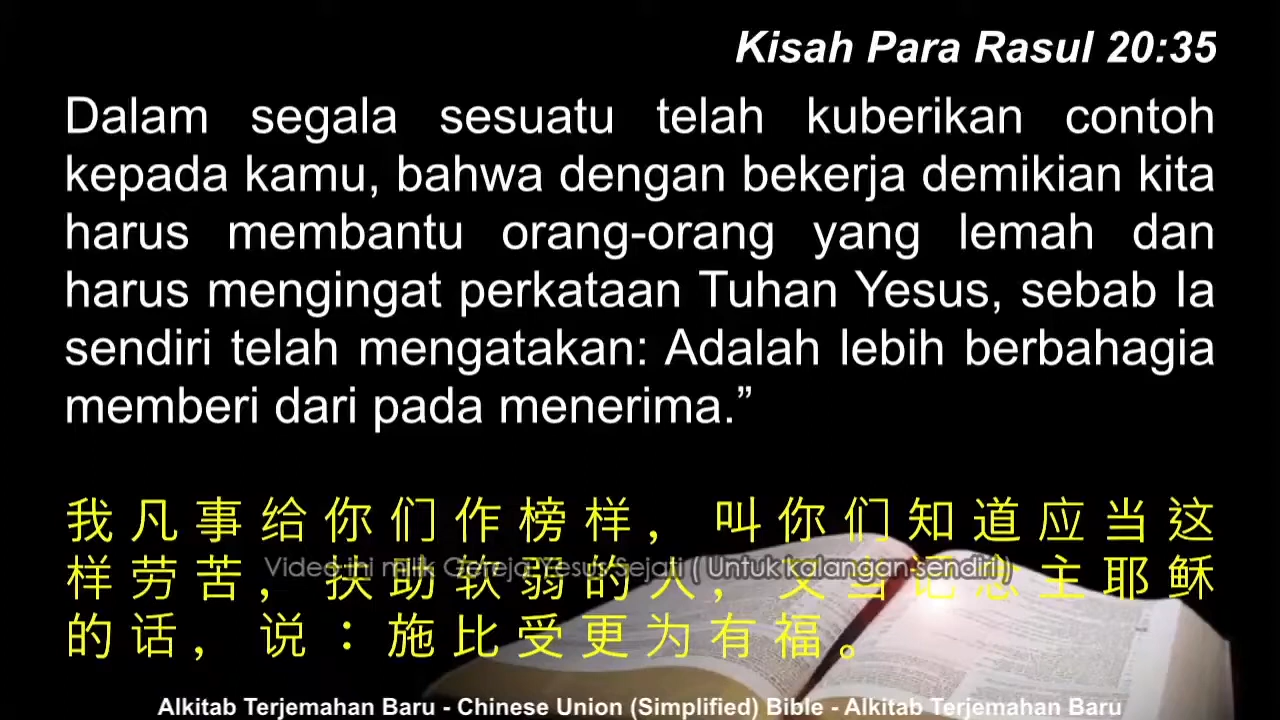 Kisah Para Rasul 20:35
Dalam segala sesuatu telah kuberikan contoh
kepada kamu, bahwa dengan bekerja demikian kita
harus membantu orang-orang yang lemah dan
harus mengingat perkataan Tuhan Yesus, sebab Ia
sendiri telah mengatakan: Adalah lebih berbahagia
memberi dari pada menerima.”
我凡事给你们作榜样，叫你们知道应当这
样劳苦，扶助软弱的人，又当记念主耶稣
的话，说：施比受更为有福。
Video ini milik Gereja Yesus Sejati ( Untuk kalangan sendiri )
Alkitab Terjemahan Baru - Chinese Union (Simplified) Bible - Alkitab Terjemahan Baru